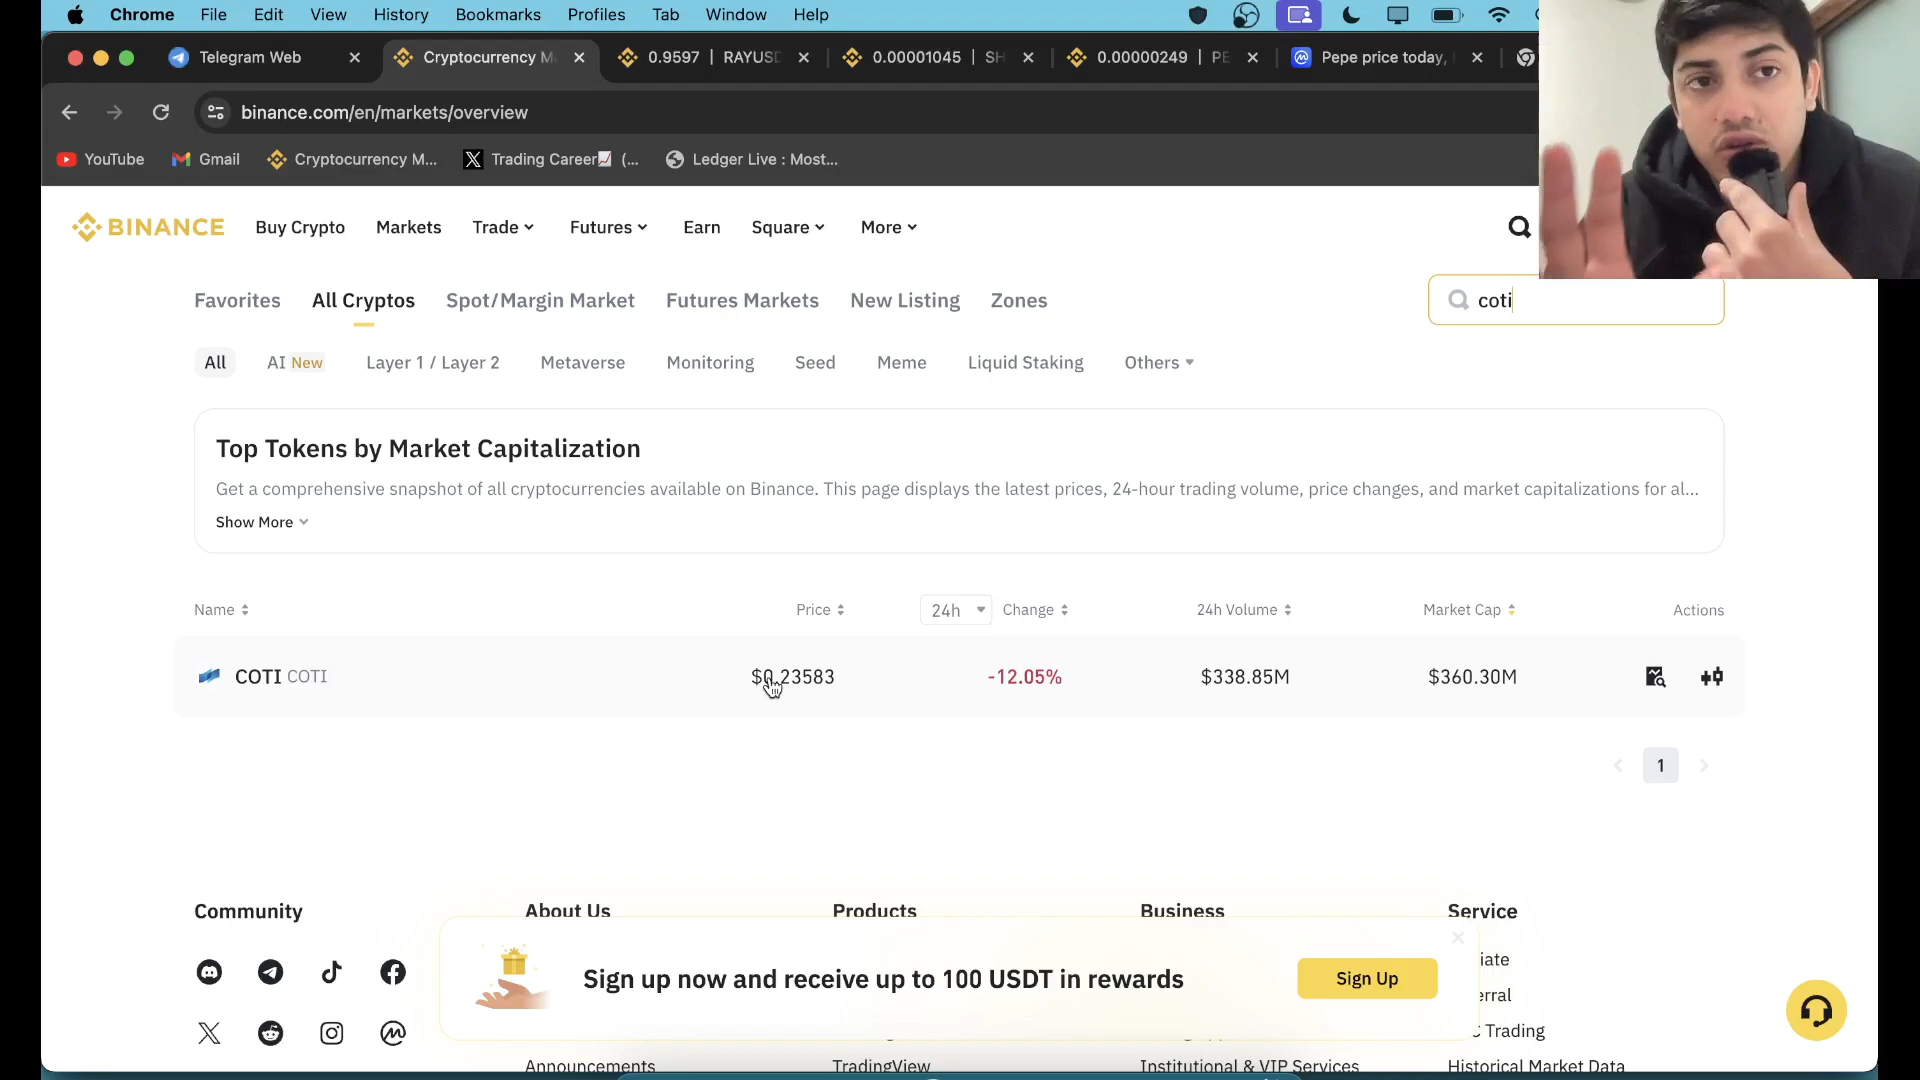 Chrome File Edit View History Bookmarks Profiles Tab Window Help
Telegram Web Cryptocurrency Ma 0.9597 | RAYUSD 0.00001045 | SH 0.00000249 | PE Pepe price today,
binance.com/en/markets/overview
YouTube Gmail Cryptocurrency M... Trading Career📈 (... Ledger Live : Most...
BINANCE Buy Crypto Markets Trade Futures Earn Square More
Favorites All Cryptos Spot/Margin Market Futures Markets New Listing Zones coti
All AI New Layer 1 / Layer 2 Metaverse Monitoring Seed Meme Liquid Staking Others
Top Tokens by Market Capitalization
Get a comprehensive snapshot of all cryptocurrencies available on Binance. This page displays the latest prices, 24-hour trading volume, price changes, and market capitalizations for al...
Show More
Name Price 24h Change 24h Volume Market Cap Actions
COTI COTI $0.23583 -12.05% $338.85M $360.30M
1
Community About Us Products Business Service
Sign up now and receive up to 100 USDT in rewards
Sign Up
iate
erral
C Trading
Announcements TradingView Institutional & VIP Services Historical Market Data